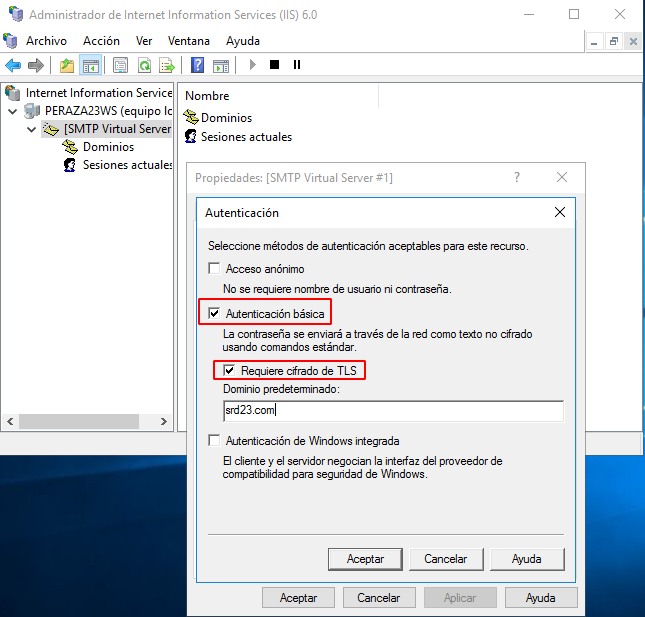 Administrador de Internet Information Services (IIS) 6.0
Archivo Acción Ver Ventana Ayuda
Internet Information Service
PERAZA23WS (equipo lo
[SMTP Virtual Server
Dominios
Sesiones actuales
Nombre
Dominios
Sesiones actuales
Propiedades: [SMTP Virtual Server #1]
Autenticación
Seleccione métodos de autenticación aceptables para este recurso.
Acceso anónimo
No se requiere nombre de usuario ni contraseña.
Autenticación básica
La contraseña se enviará a través de la red como texto no cifrado
usando comandos estándar.
Requiere cifrado de TLS
Dominio predeterminado:
srd23.com
Autenticación de Windows integrada
El cliente y el servidor negocian la interfaz del proveedor de
compatibilidad para seguridad de Windows.
Aceptar Cancelar Ayuda
Aceptar Cancelar Aplicar Ayuda